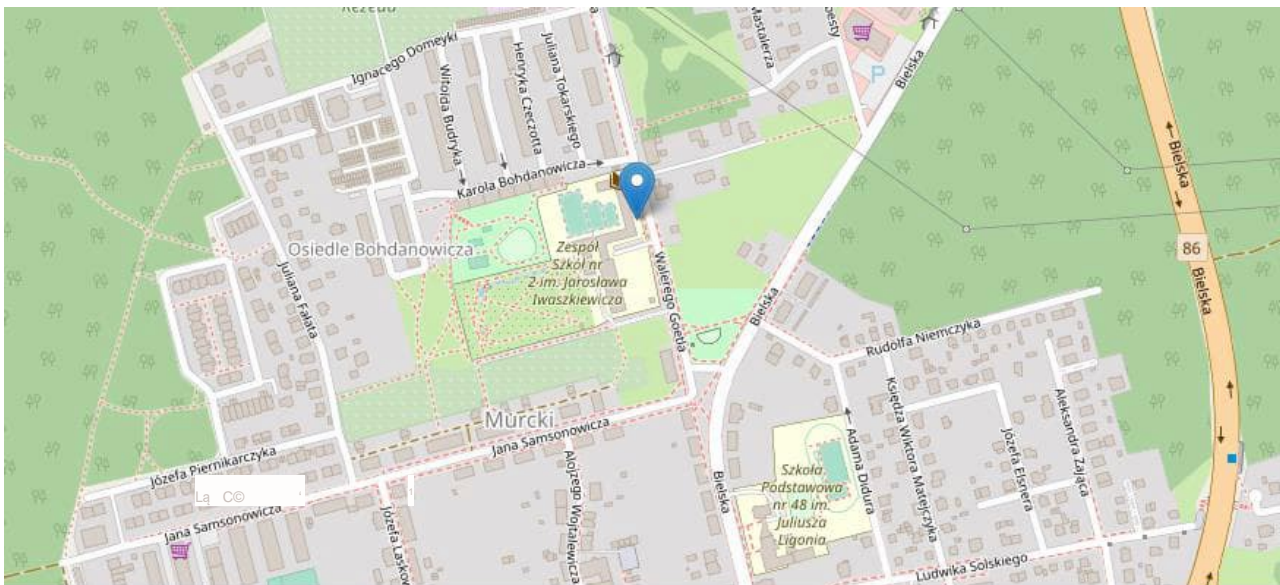 Ignacego Domeyki
Witolda Budryka
Henryka Czeczotta
Juliana Tokarskiego
Mastalerza
Bielska
P
Karola Bohdanowicza
Bielska
Osiedle Bohdanowicza
Zespół
Szkół nr
2 im. Jarosława
Iwaszkiewicza
Walerego Goetla
86
Bielska
Juliana Fałata
Bielska
Rudolfa Niemczyka
Murcki
Jana Samsonowicza
Józefa Piernikarczyka
Alojzego Wojtalewicza
Adama Didura
Księdza Wiktora Matejczyka
Józefa Elsnera
Aleksandra Zająca
Szkoła
Podstawowa
nr 48 im.
Juliusza
Ligonia
Bielska
Lą C©
Jana Samsonowicza
Ludwika Solskiego